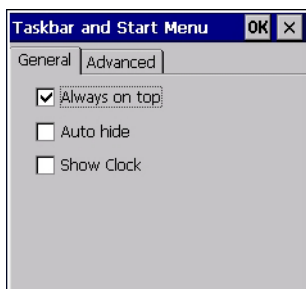 Taskbar and Start Menu OK ×
General Advanced
Always on top
Auto hide
Show Clock